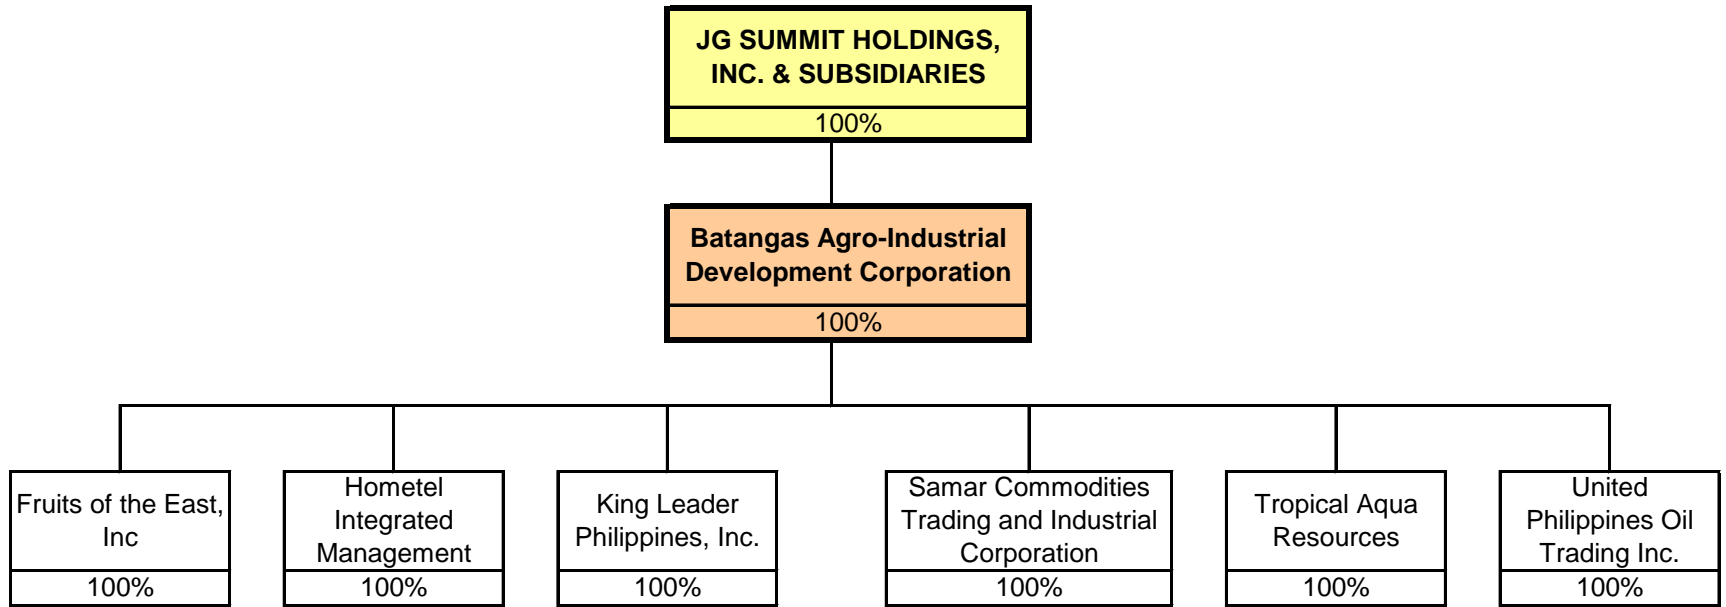 JG SUMMIT HOLDINGS,
INC. & SUBSIDIARIES
100%
Batangas Agro-Industrial
Development Corporation
100%
Fruits of the East,
Inc
100%
Hometel
Integrated
Management
100%
King Leader
Philippines, Inc.
100%
Samar Commodities
Trading and Industrial
Corporation
100%
Tropical Aqua
Resources
100%
United
Philippines Oil
Trading Inc.
100%